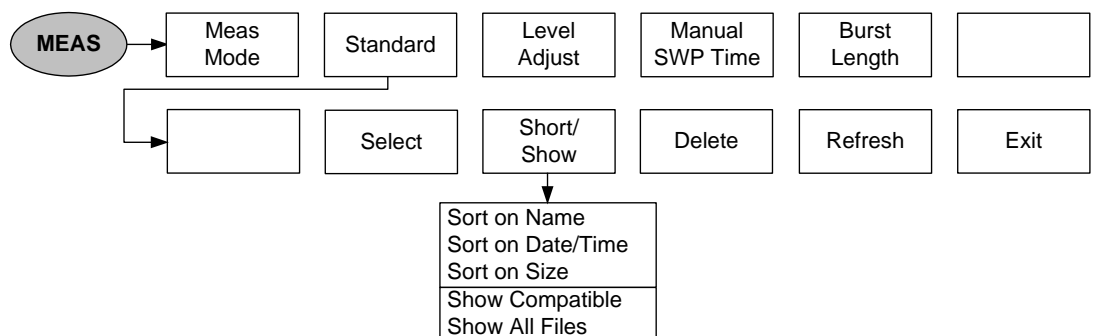 MEAS
Meas
Mode
Standard
Level
Adjust
Manual
SWP Time
Burst
Length
Select
Short/
Show
Delete
Refresh
Exit
Sort on Name
Sort on Date/Time
Sort on Size
Show Compatible
Show All Files